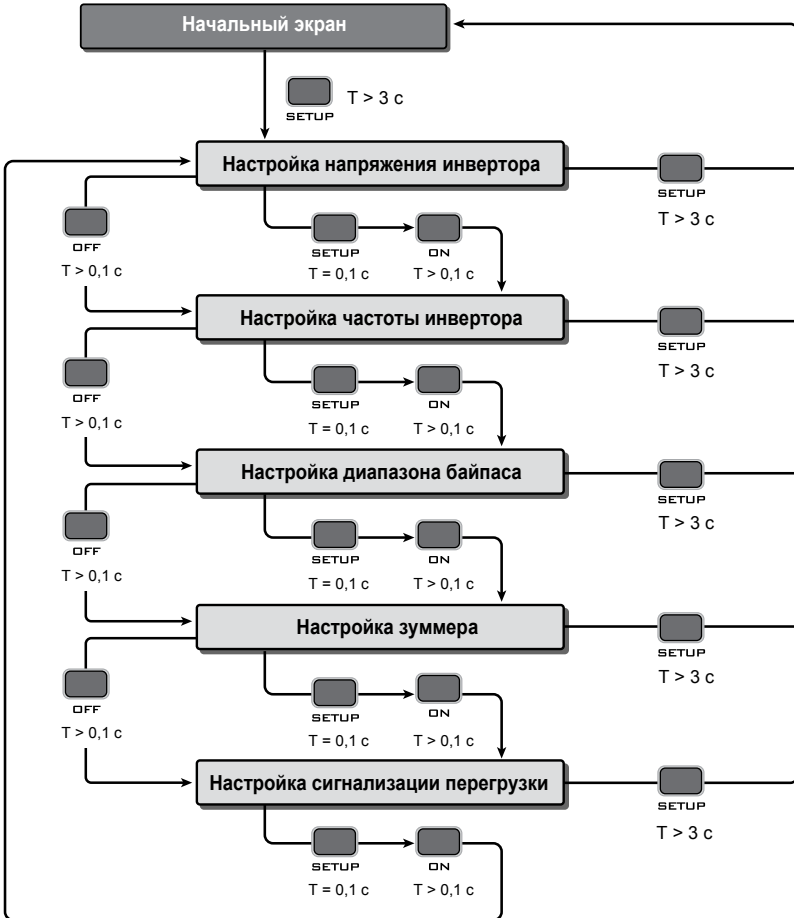 Начальный экран
T > 3 с
SETUP
Настройка напряжения инвертора
SETUP
T > 3 с
OFF
T > 0,1 с
SETUP
T = 0,1 с
ON
T > 0,1 с
Настройка частоты инвертора
SETUP
T > 3 с
OFF
T > 0,1 с
SETUP
T = 0,1 с
ON
T > 0,1 с
Настройка диапазона байпаса
SETUP
T > 3 с
OFF
T > 0,1 с
SETUP
T = 0,1 с
ON
T > 0,1 с
Настройка зуммера
SETUP
T > 3 с
OFF
T > 0,1 с
SETUP
T = 0,1 с
ON
T > 0,1 с
Настройка сигнализации перегрузки
SETUP
T > 3 с
SETUP
T = 0,1 с
ON
T > 0,1 с